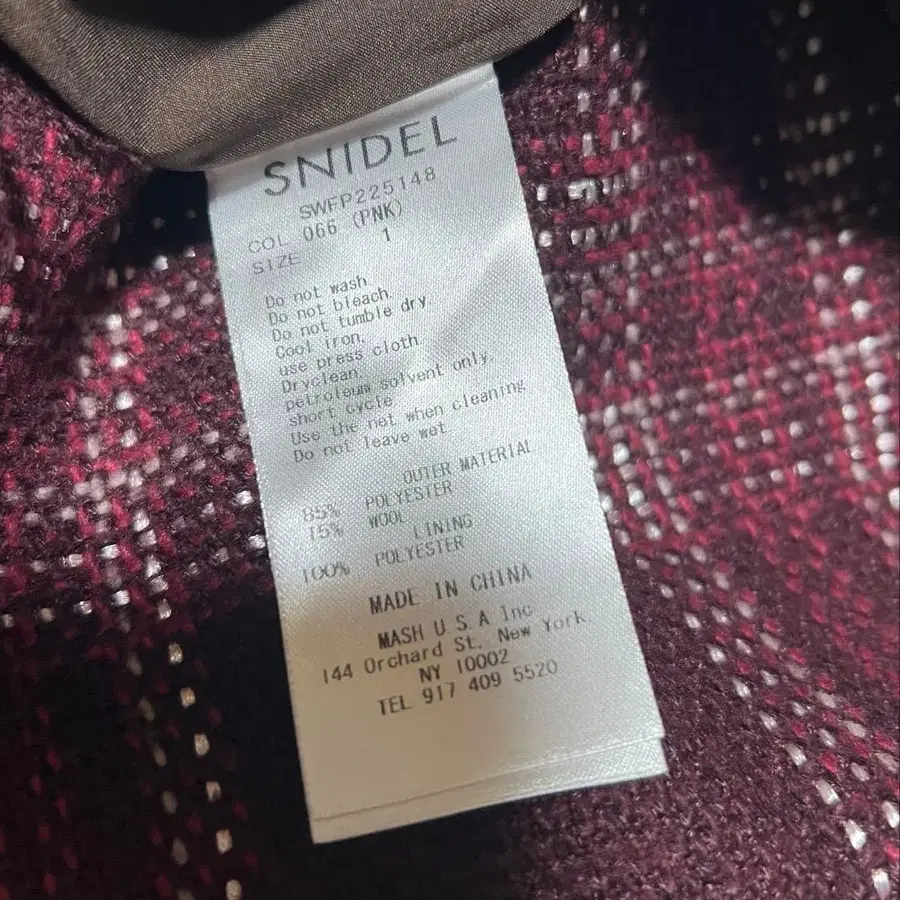 SNIDEL
SWFP225148
COL 066 (PNK)
SIZE 1
Do not wash
Do not bleach
Do not tumble dry
Cool iron.
use press cloth
Dryclean.
petroleum solvent only.
short cycle
Use the net when cleaning
Do not leave wet
OUTER MATERIAL
85% POLYESTER
15% WOOL
LINING
100% POLYESTER
MADE IN CHINA
MASH U.S.A Inc
144 Orchard St. New York.
NY 10002
TEL 917 409 5520